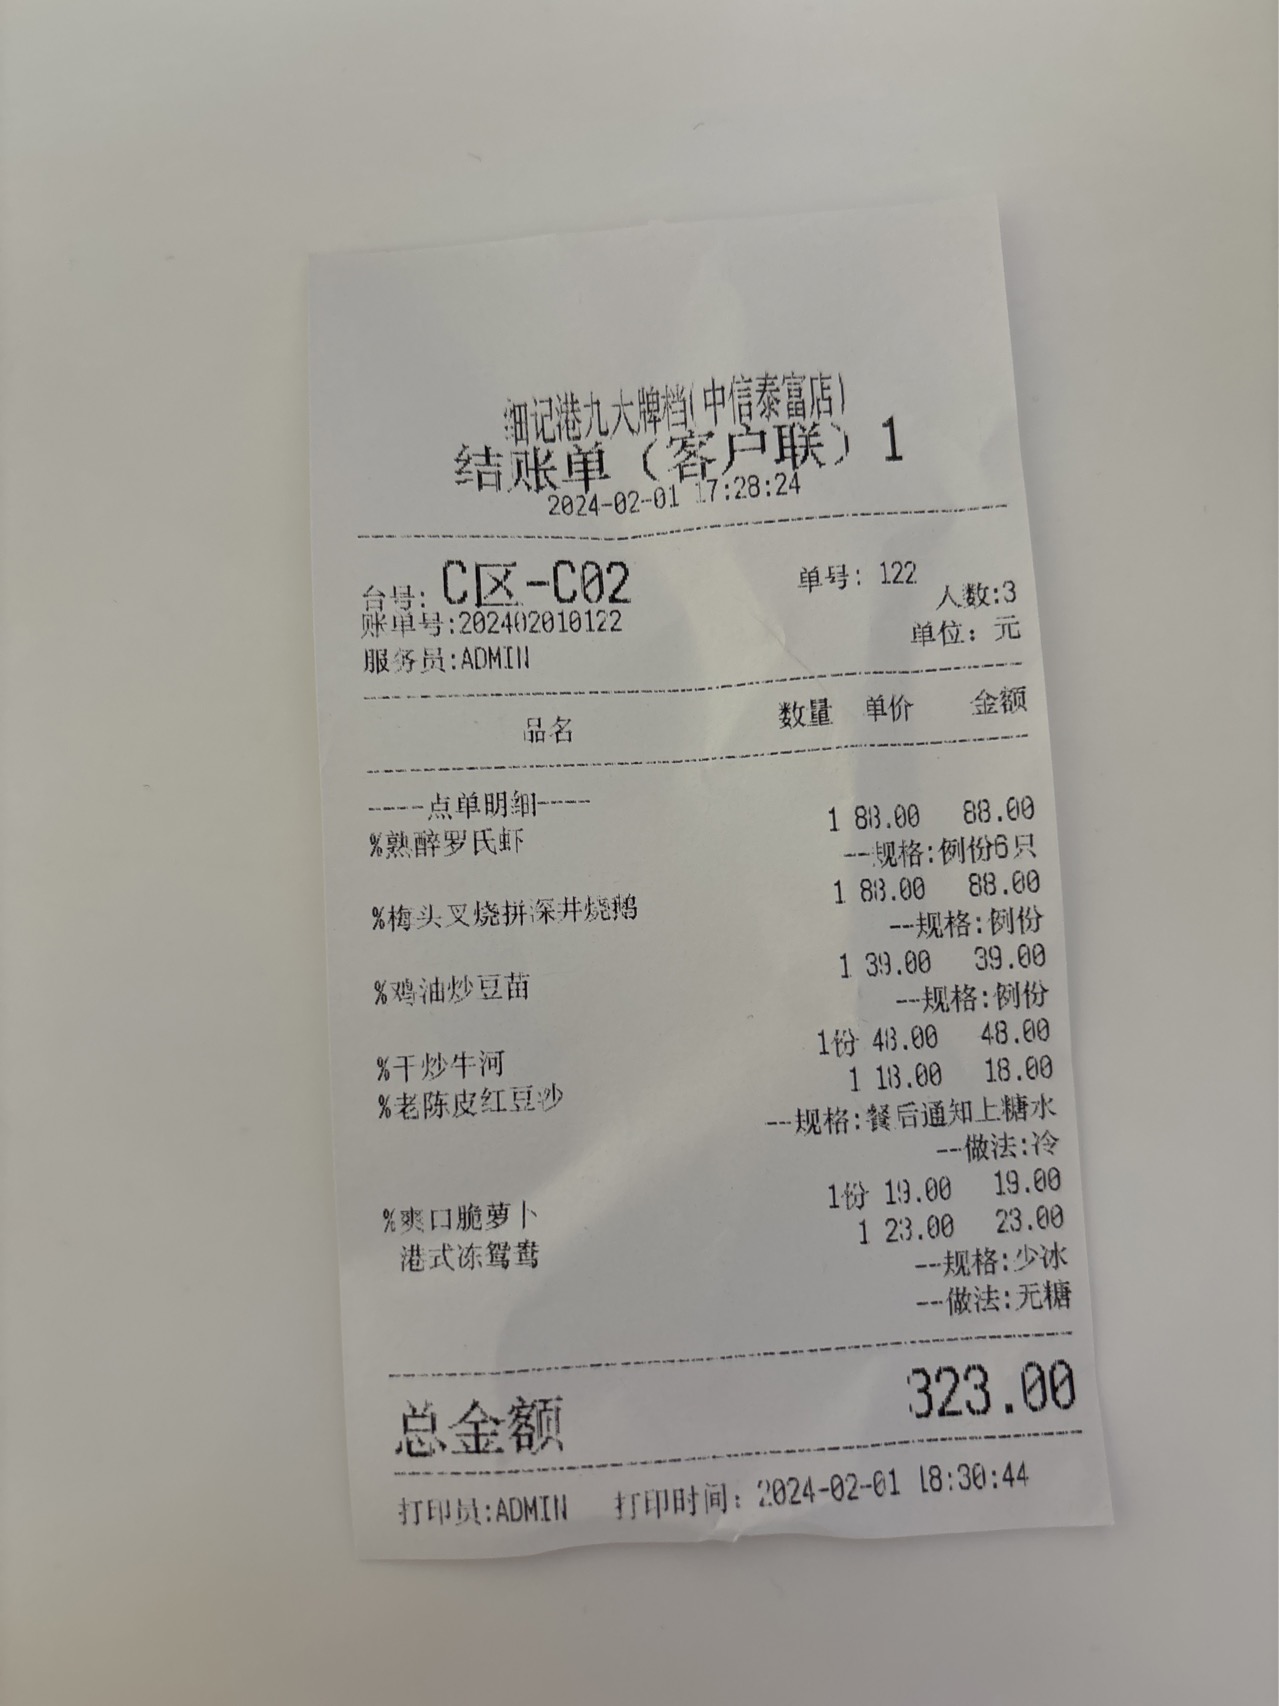 细记港九大牌档(中信泰富店)
结账单（客户联）1
2024-02-01 17:28:24
台号: C区-C02 单号: 122
人数:3
账单号:202402010122
单位: 元
服务员:ADMIN
品名 数量 单价 金额
----点单明细----
%熟醉罗氏虾 1 88.00 88.00
--规格:例份6只
%梅头叉烧拼深井烧鹅 1 88.00 88.00
--规格:例份
%鸡油炒豆苗 1 39.00 39.00
--规格:例份
%干炒牛河 1份 48.00 48.00
%老陈皮红豆沙 1 18.00 18.00
--规格:餐后通知上糖水
--做法:冷
%爽口脆萝卜 1份 19.00 19.00
港式冻鸳鸯 1 23.00 23.00
--规格:少冰
--做法:无糖
总金额 323.00
打印员:ADMIN 打印时间: 2024-02-01 18:30:44